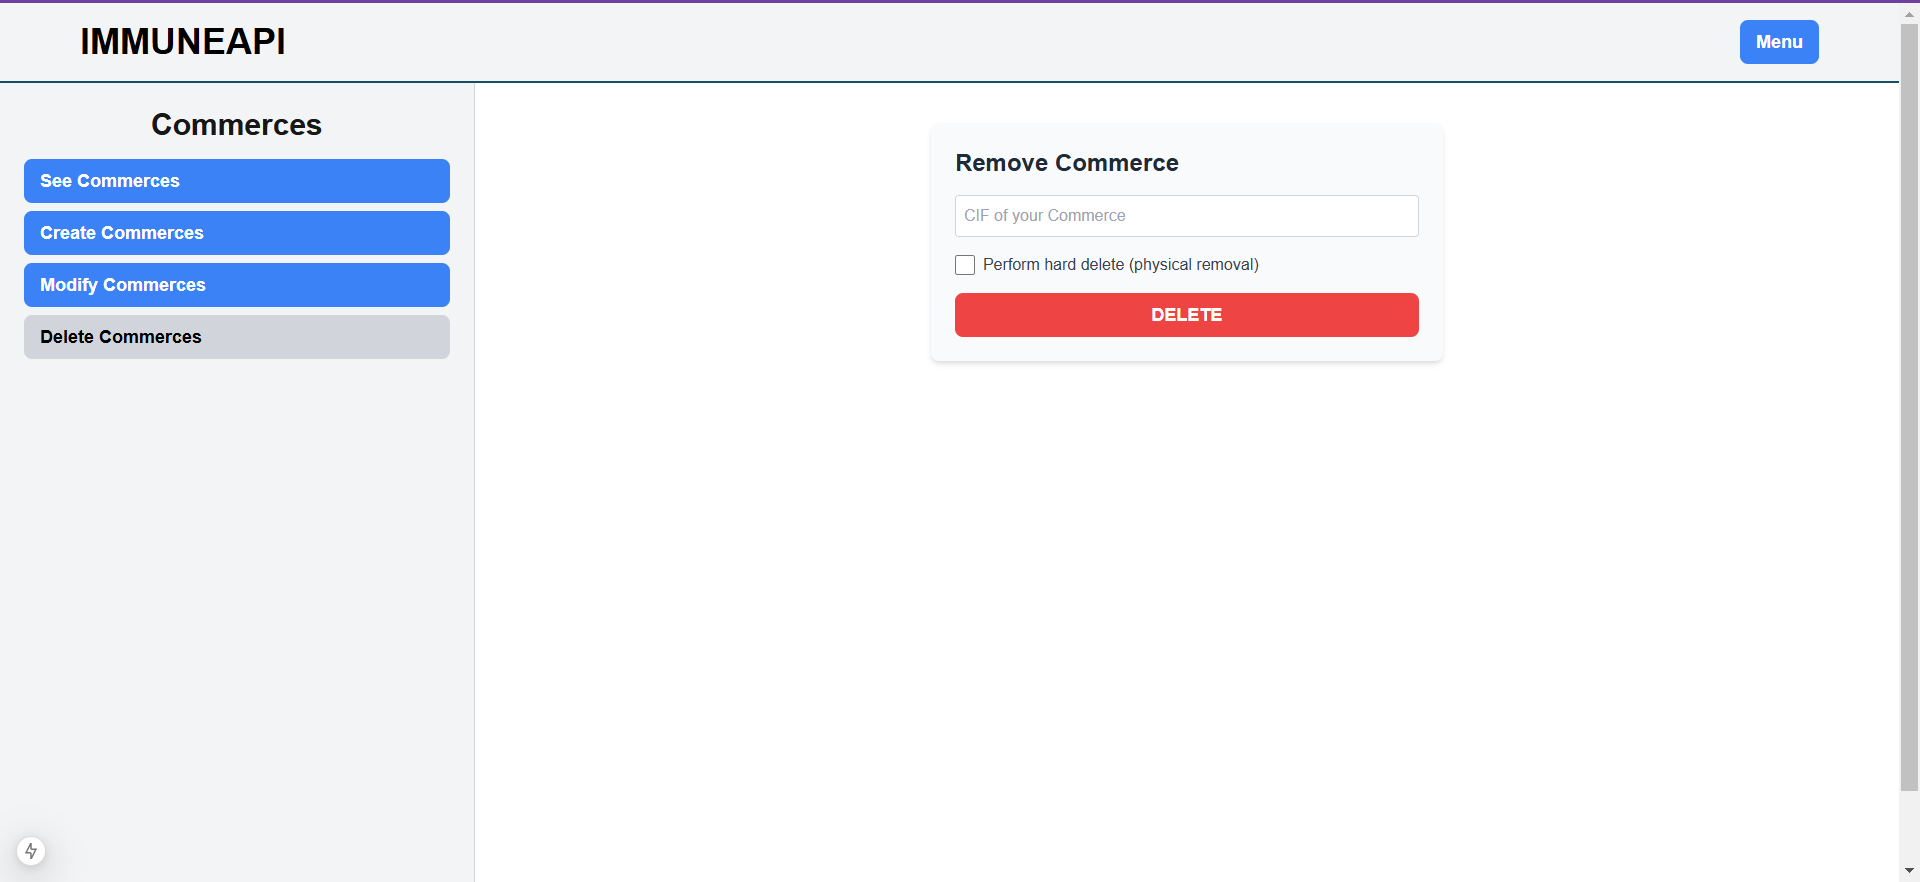 IMMUNEAPI
Menu
Commerces
See Commerces
Create Commerces
Modify Commerces
Delete Commerces
Remove Commerce
CIF of your Commerce
Perform hard delete (physical removal)
DELETE